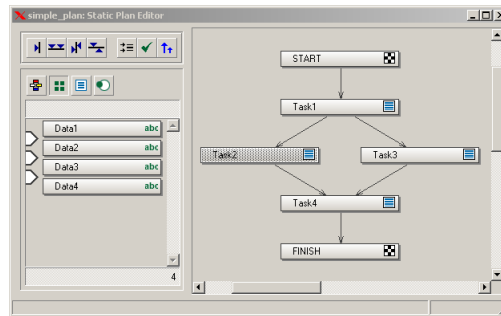 simple_plan: Static Plan Editor
START
Task1
Task2
Task3
Task4
FINISH
Data1 abc
Data2 abc
Data3 abc
Data4 abc
4